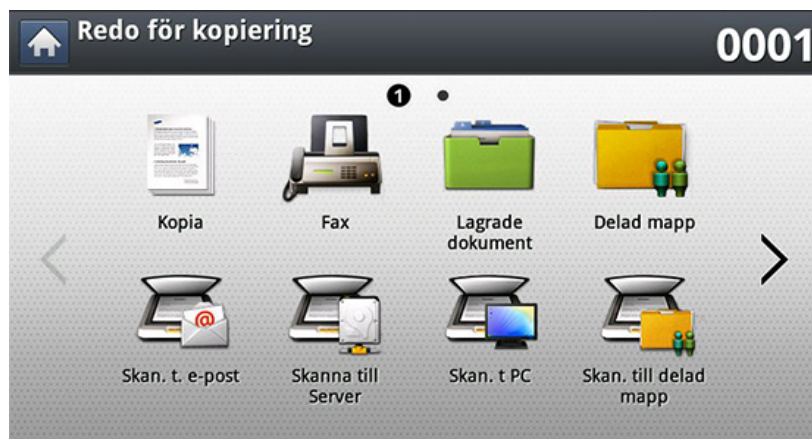 Redo för kopiering
0001
1
Kopia
Fax
Lagrade
dokument
Delad mapp
@
Skan. t. e-post
Skanna till
Server
Skan. t PC
Skan. till delad
mapp